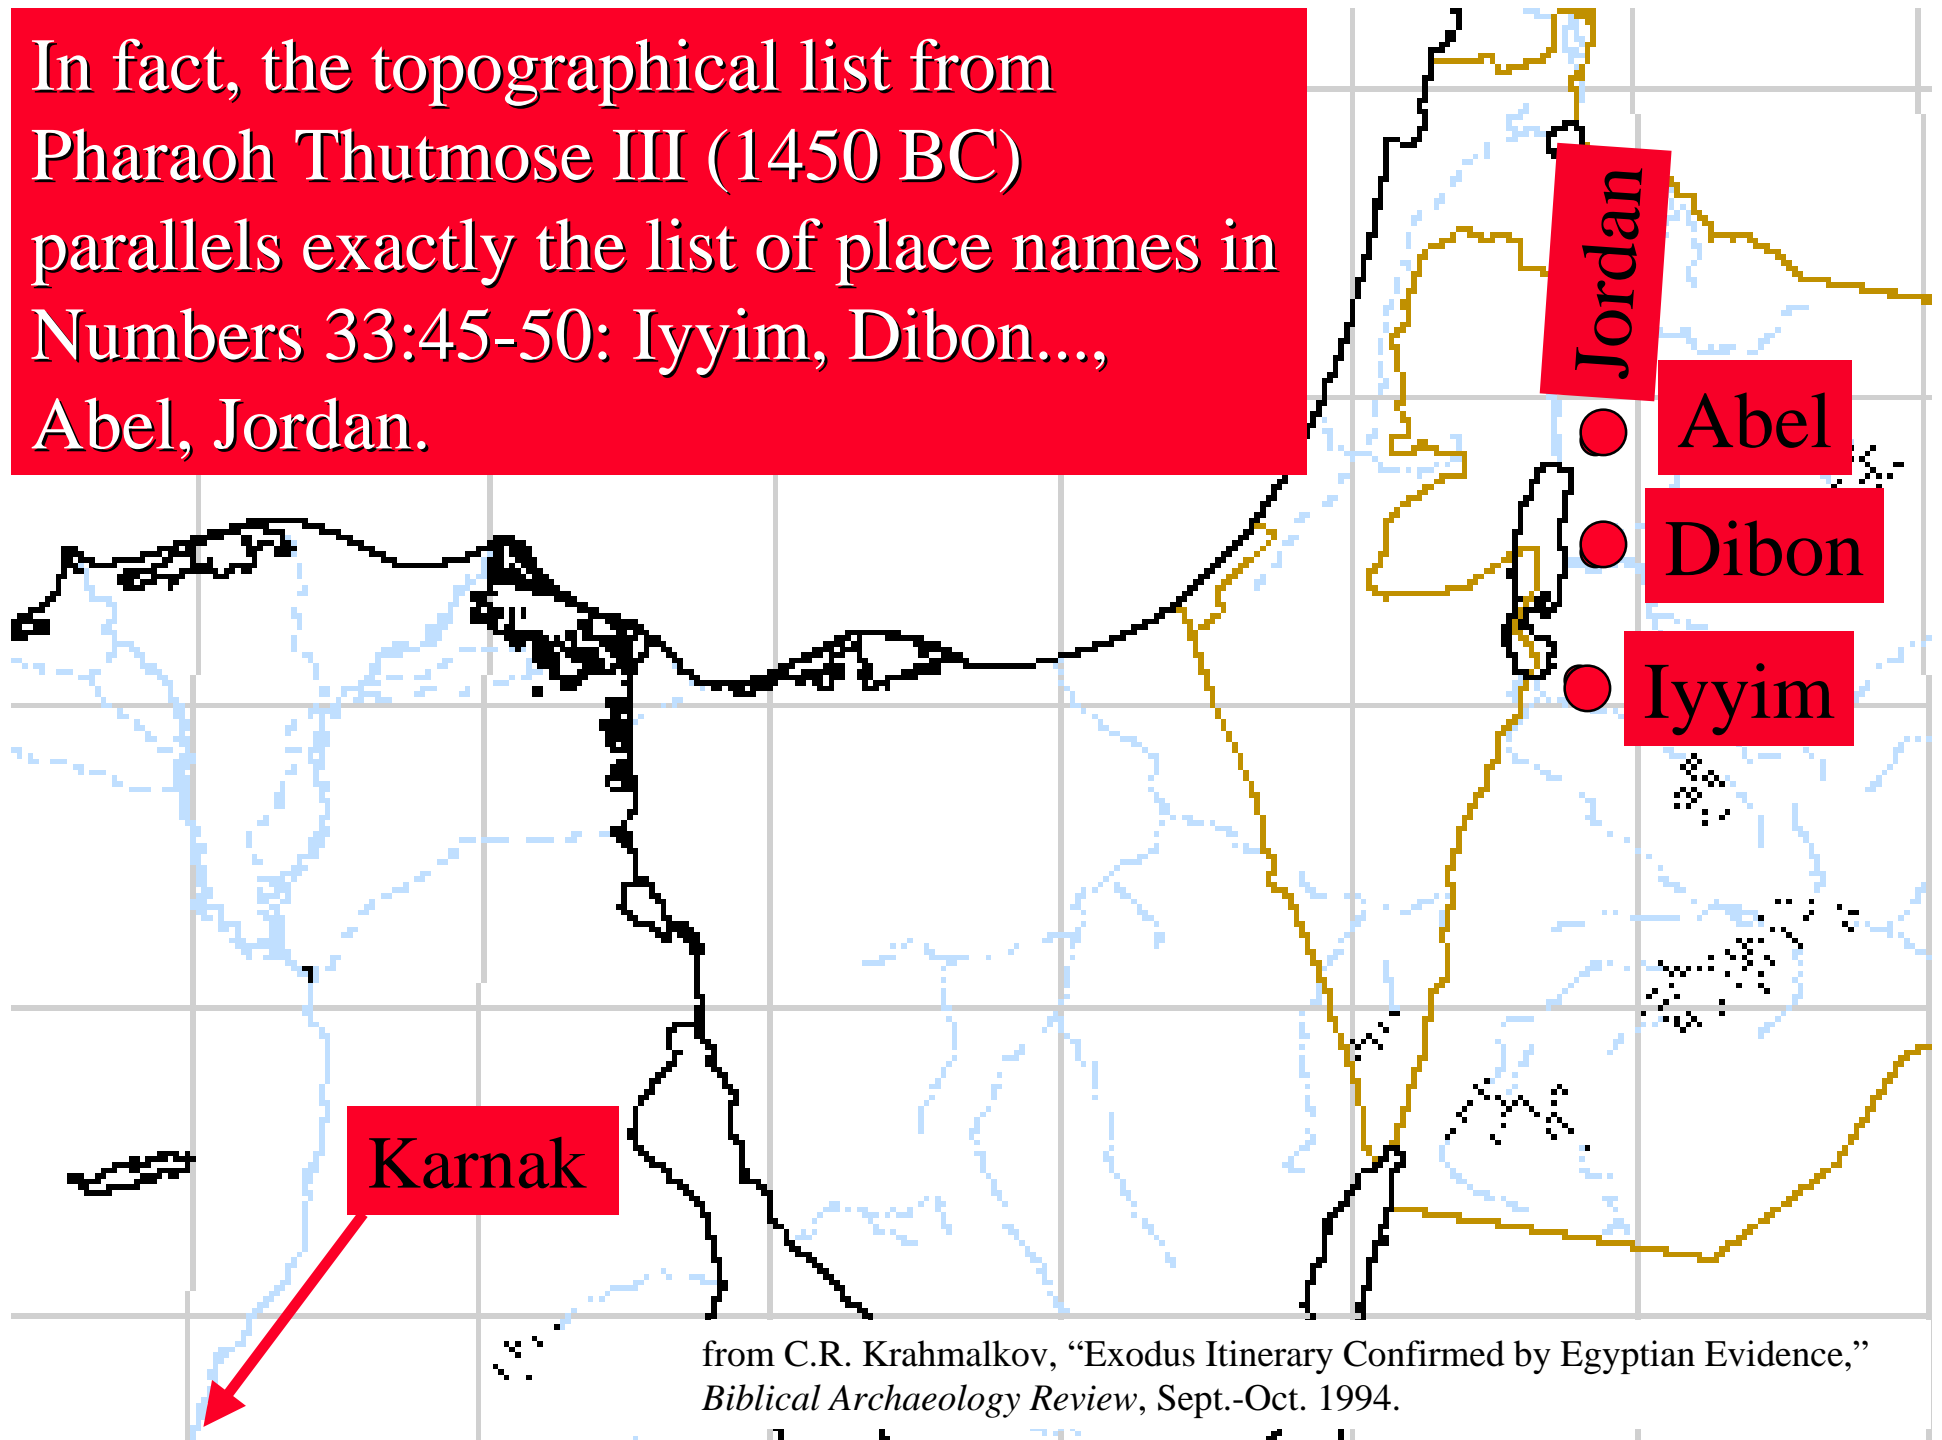 In fact, the topographical list from
Pharaoh Thutmose III (1450 BC)
parallels exactly the list of place names in
Numbers 33:45-50: Iyyim, Dibon...,
Abel, Jordan.
Jordan
Abel
Dibon
Iyyim
Karnak
from C.R. Krahmalkov, “Exodus Itinerary Confirmed by Egyptian Evidence,”
Biblical Archaeology Review, Sept.-Oct. 1994.